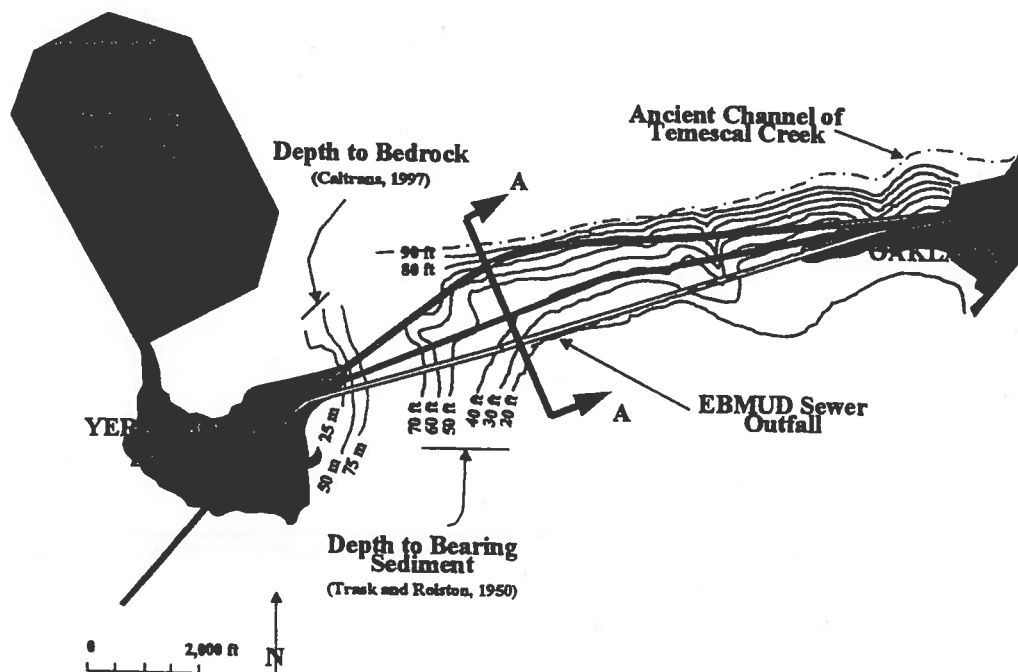 Ancient Channel of
Temescal Creek
Depth to Bedrock
(Caltrans, 1997)
A
90 ft
80 ft
OAKL
YER
25 m
50 m
75 m
70 ft
60 ft
50 ft
40 ft
30 ft
20 ft
A
EBMUD Sewer
Outfall
Depth to Bearing
Sediment
(Trask and Rolston, 1950)
0
2,000 ft
N